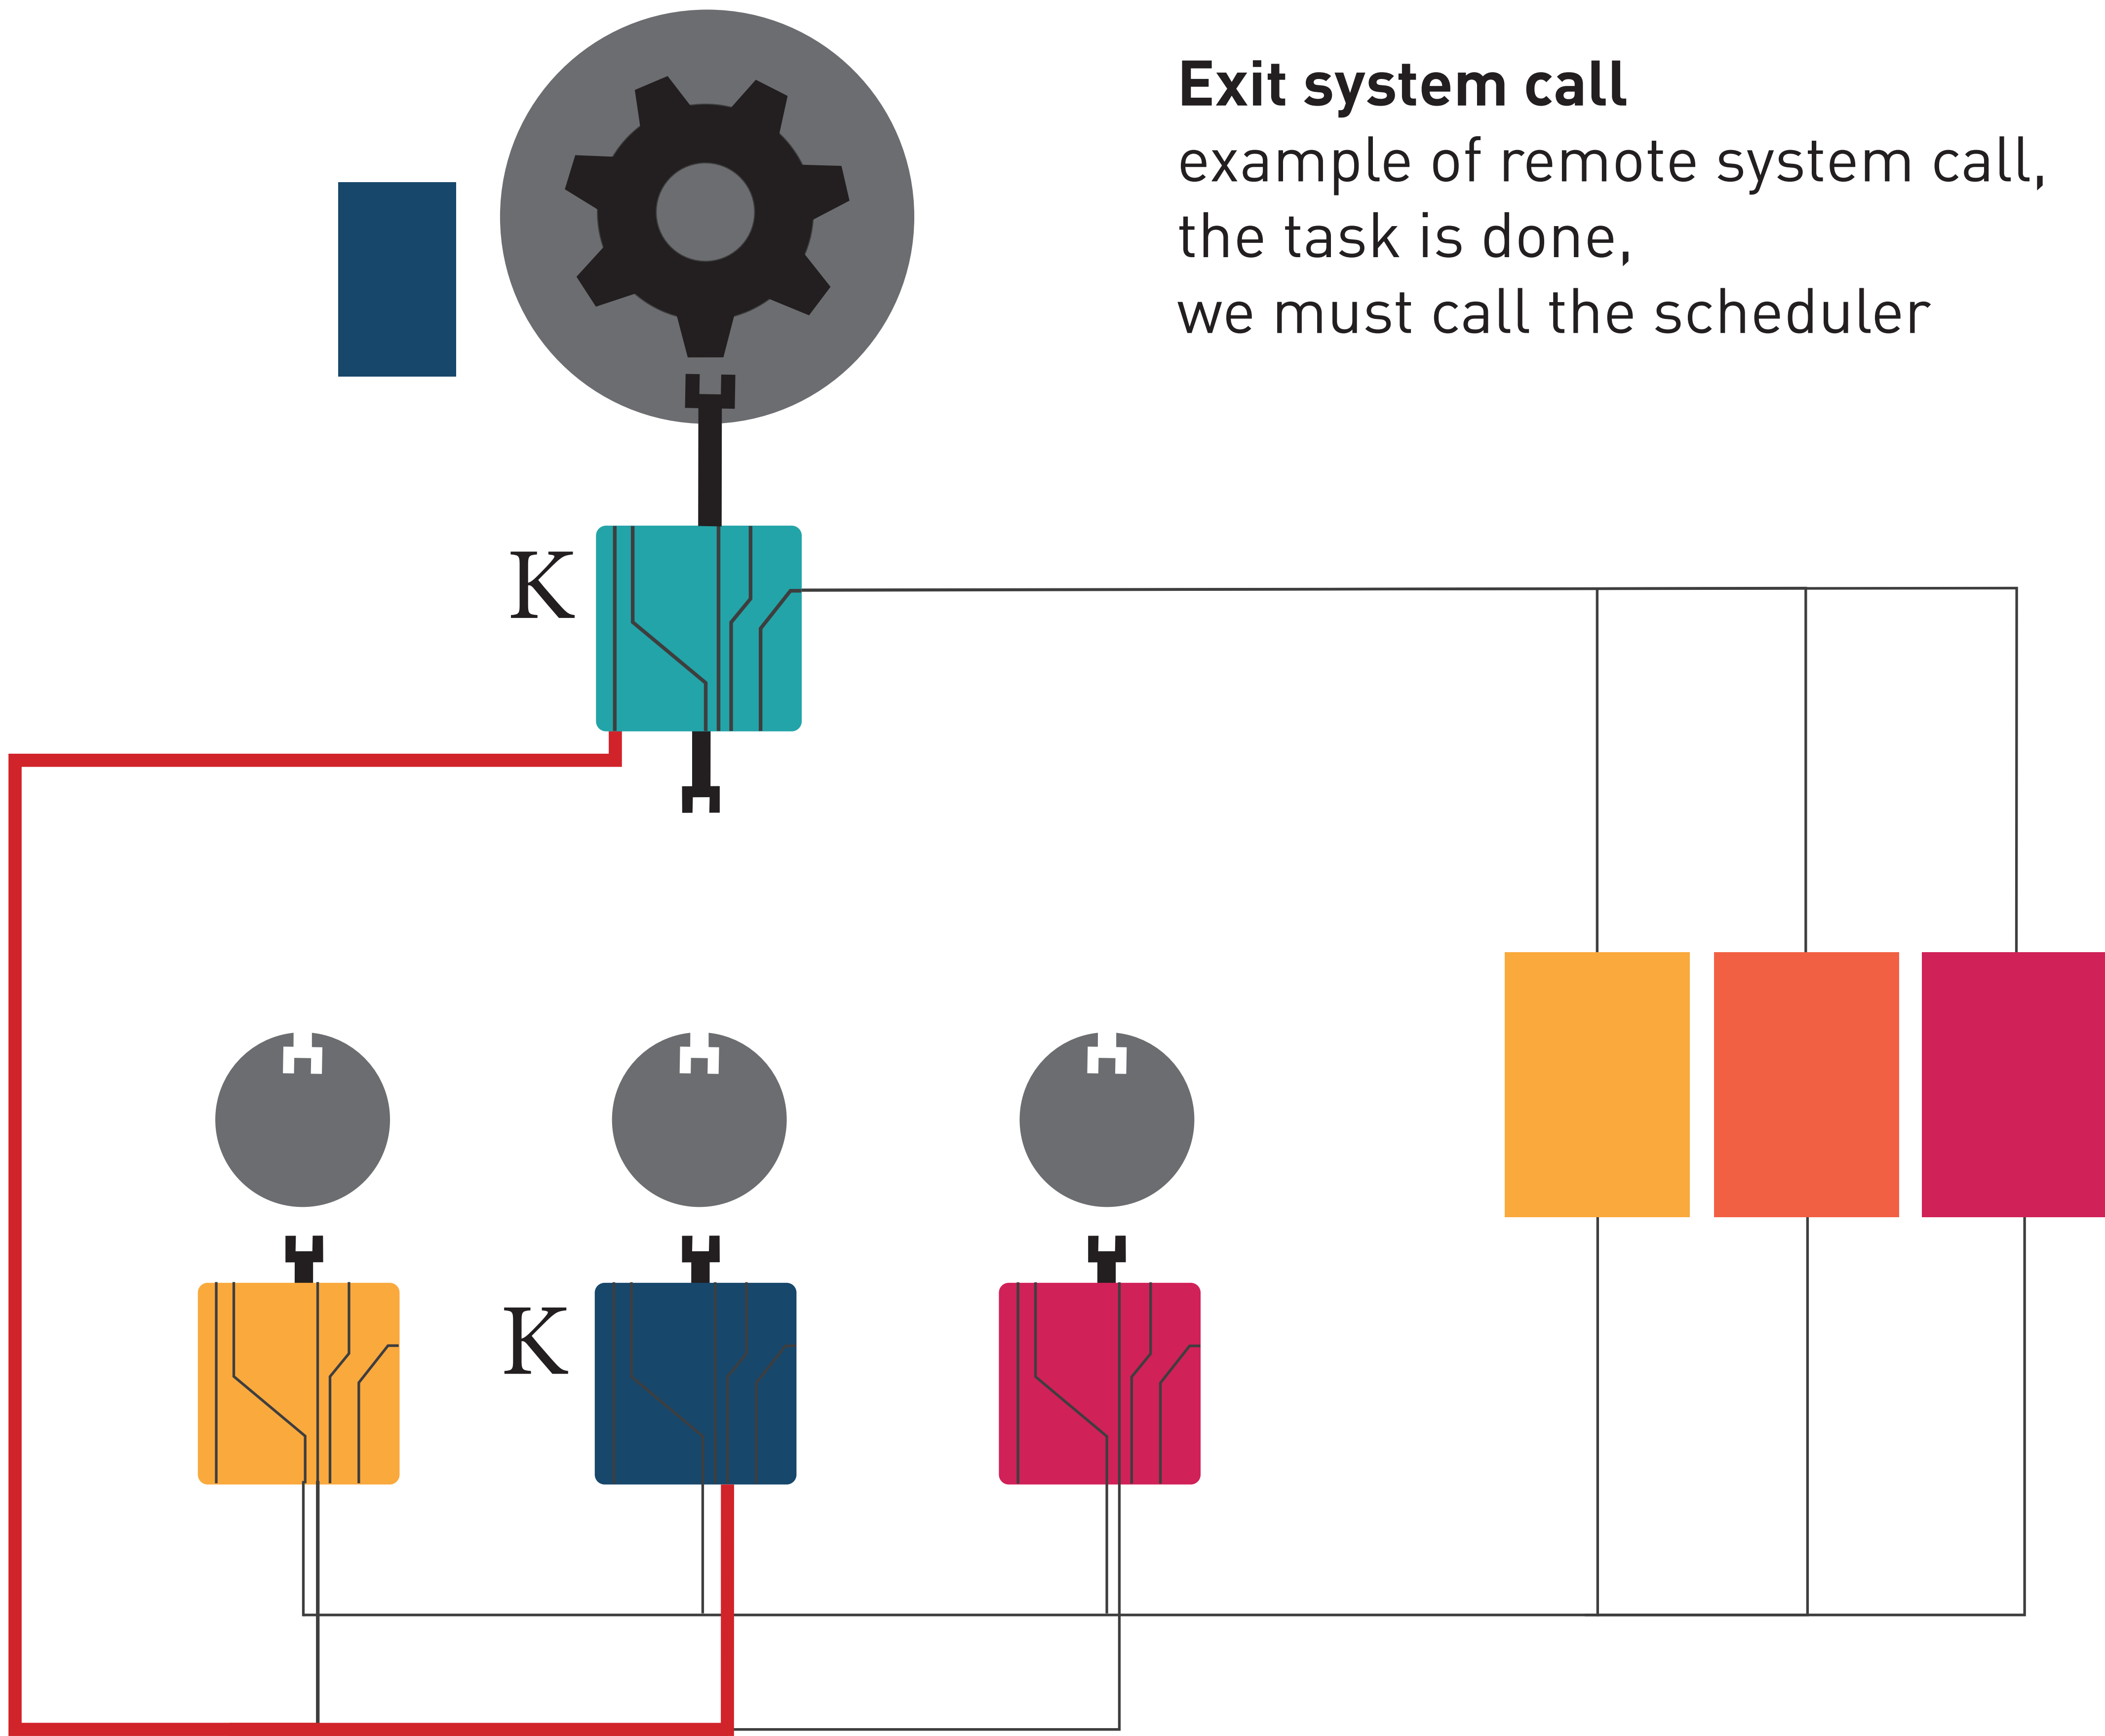 Exit system call
example of remote system call,
the task is done,
we must call the scheduler
K
K